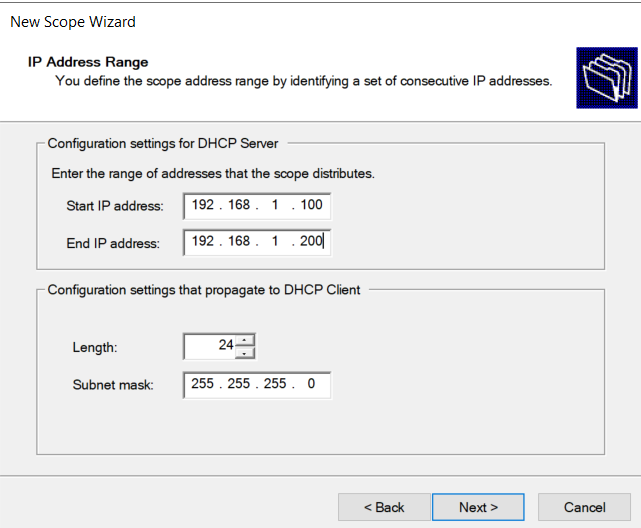 New Scope Wizard
IP Address Range
You define the scope address range by identifying a set of consecutive IP addresses.
Configuration settings for DHCP Server
Enter the range of addresses that the scope distributes.
Start IP address: 192 . 168 . 1 . 100
End IP address: 192 . 168 . 1 . 200
Configuration settings that propagate to DHCP Client
Length: 24
Subnet mask: 255 . 255 . 255 . 0
< Back Next > Cancel